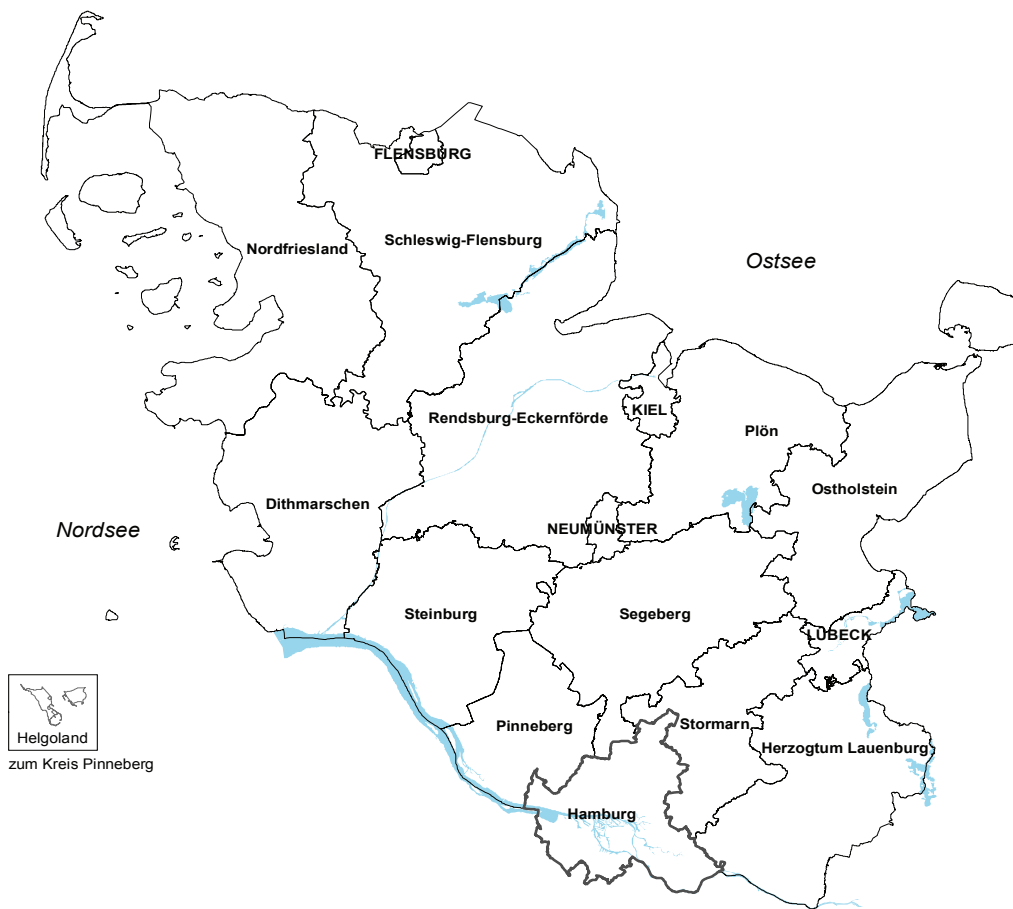 FLENSBURG
Nordfriesland
Schleswig-Flensburg
Ostsee
Rendsburg-Eckernförde
KIEL
Plön
Ostholstein
Dithmarschen
Nordsee
NEUMÜNSTER
Steinburg
Segeberg
LÜBECK
Pinneberg
Stormarn
Herzogtum Lauenburg
Helgoland
zum Kreis Pinneberg
Hamburg